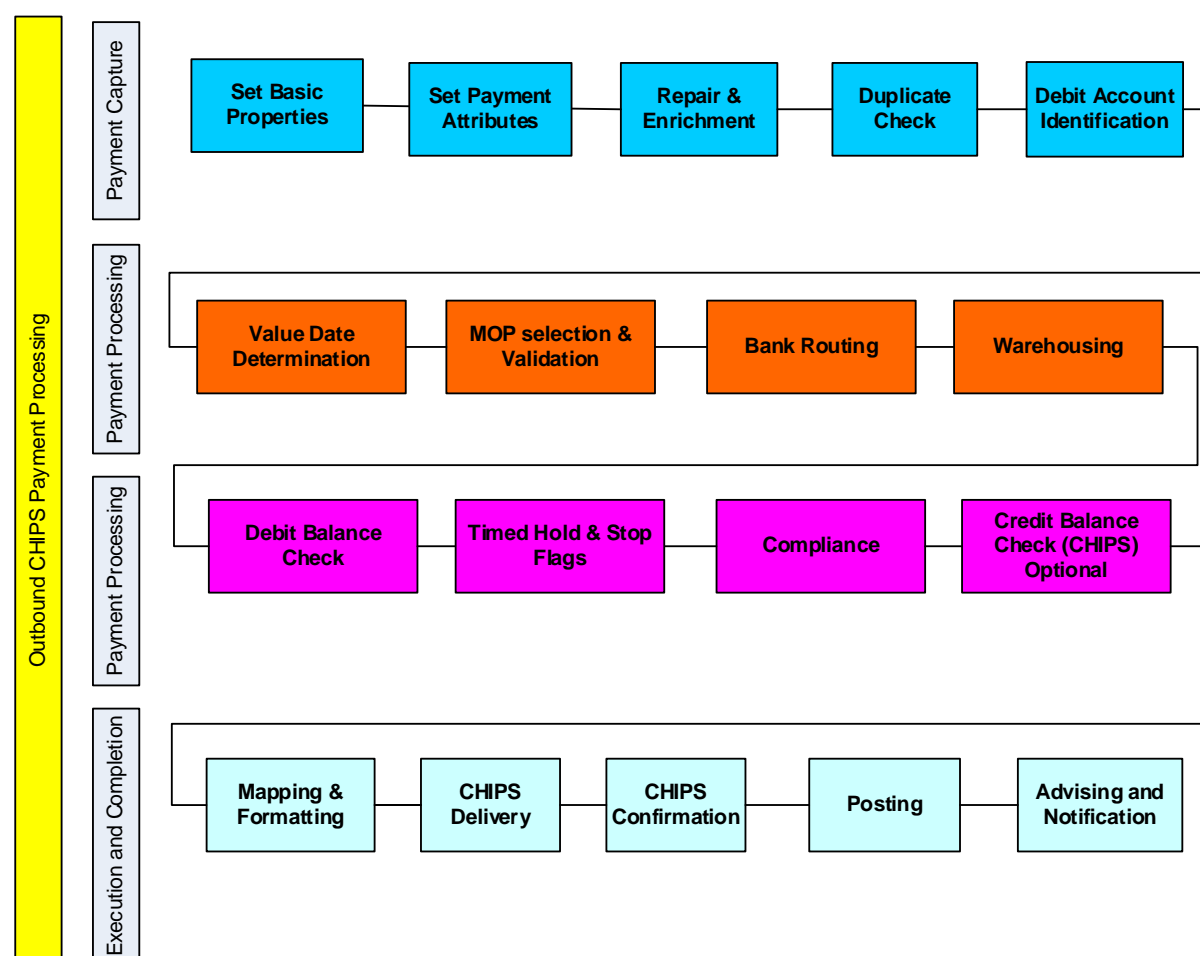 Outbound CHIPS Payment Processing
Payment Capture
Set Basic
Properties
Set Payment
Attributes
Repair &
Enrichment
Duplicate
Check
Debit Account
Identification
Payment Processing
Value Date
Determination
MOP selection &
Validation
Bank Routing
Warehousing
Payment Processing
Debit Balance
Check
Timed Hold & Stop
Flags
Compliance
Credit Balance
Check (CHIPS)
Optional
Execution and Completion
Mapping &
Formatting
CHIPS
Delivery
CHIPS
Confirmation
Posting
Advising and
Notification